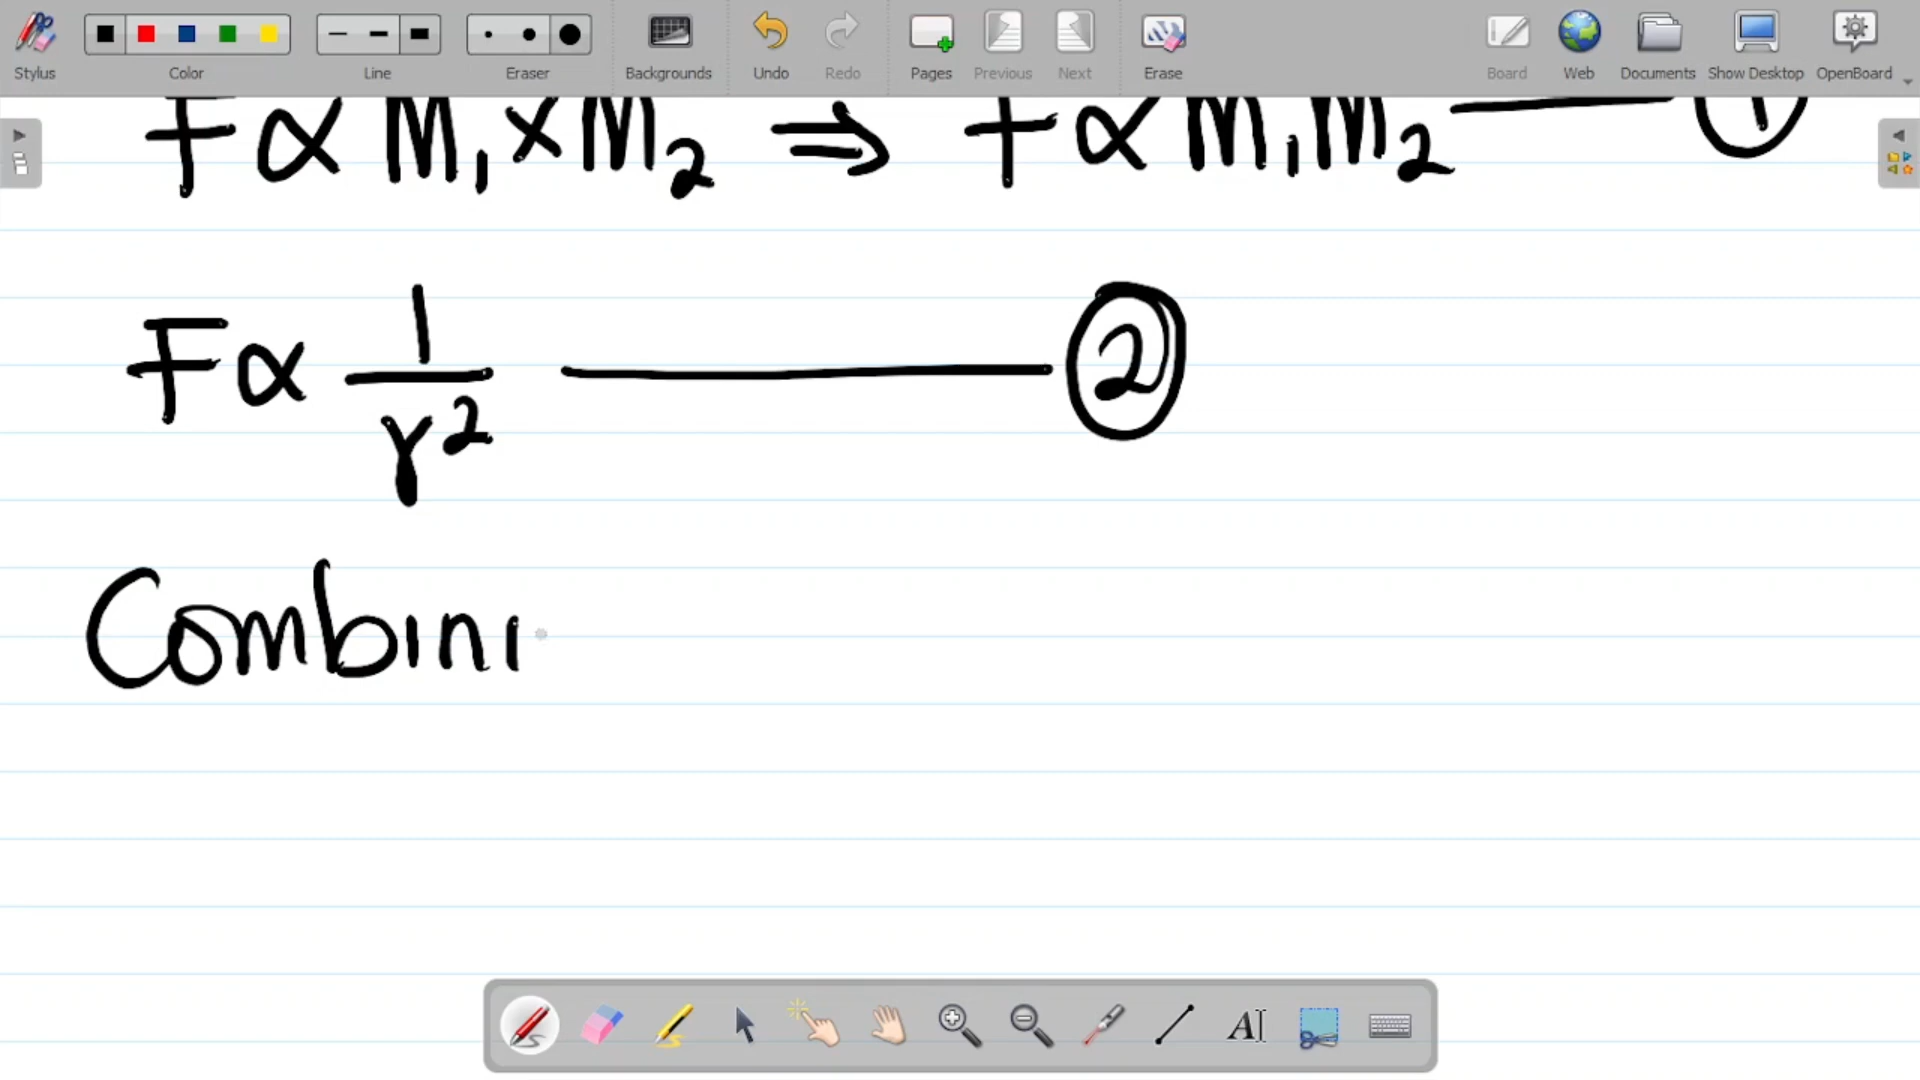 Stylus Color Line Eraser Backgrounds Undo Redo Pages Previous Next Erase Board Web Documents Show Desktop OpenBoard
F ∝ M₁ × M₂ ⇒ F ∝ M₁M₂ —— ①
F ∝ 1/r² —— ②
Combini
AI